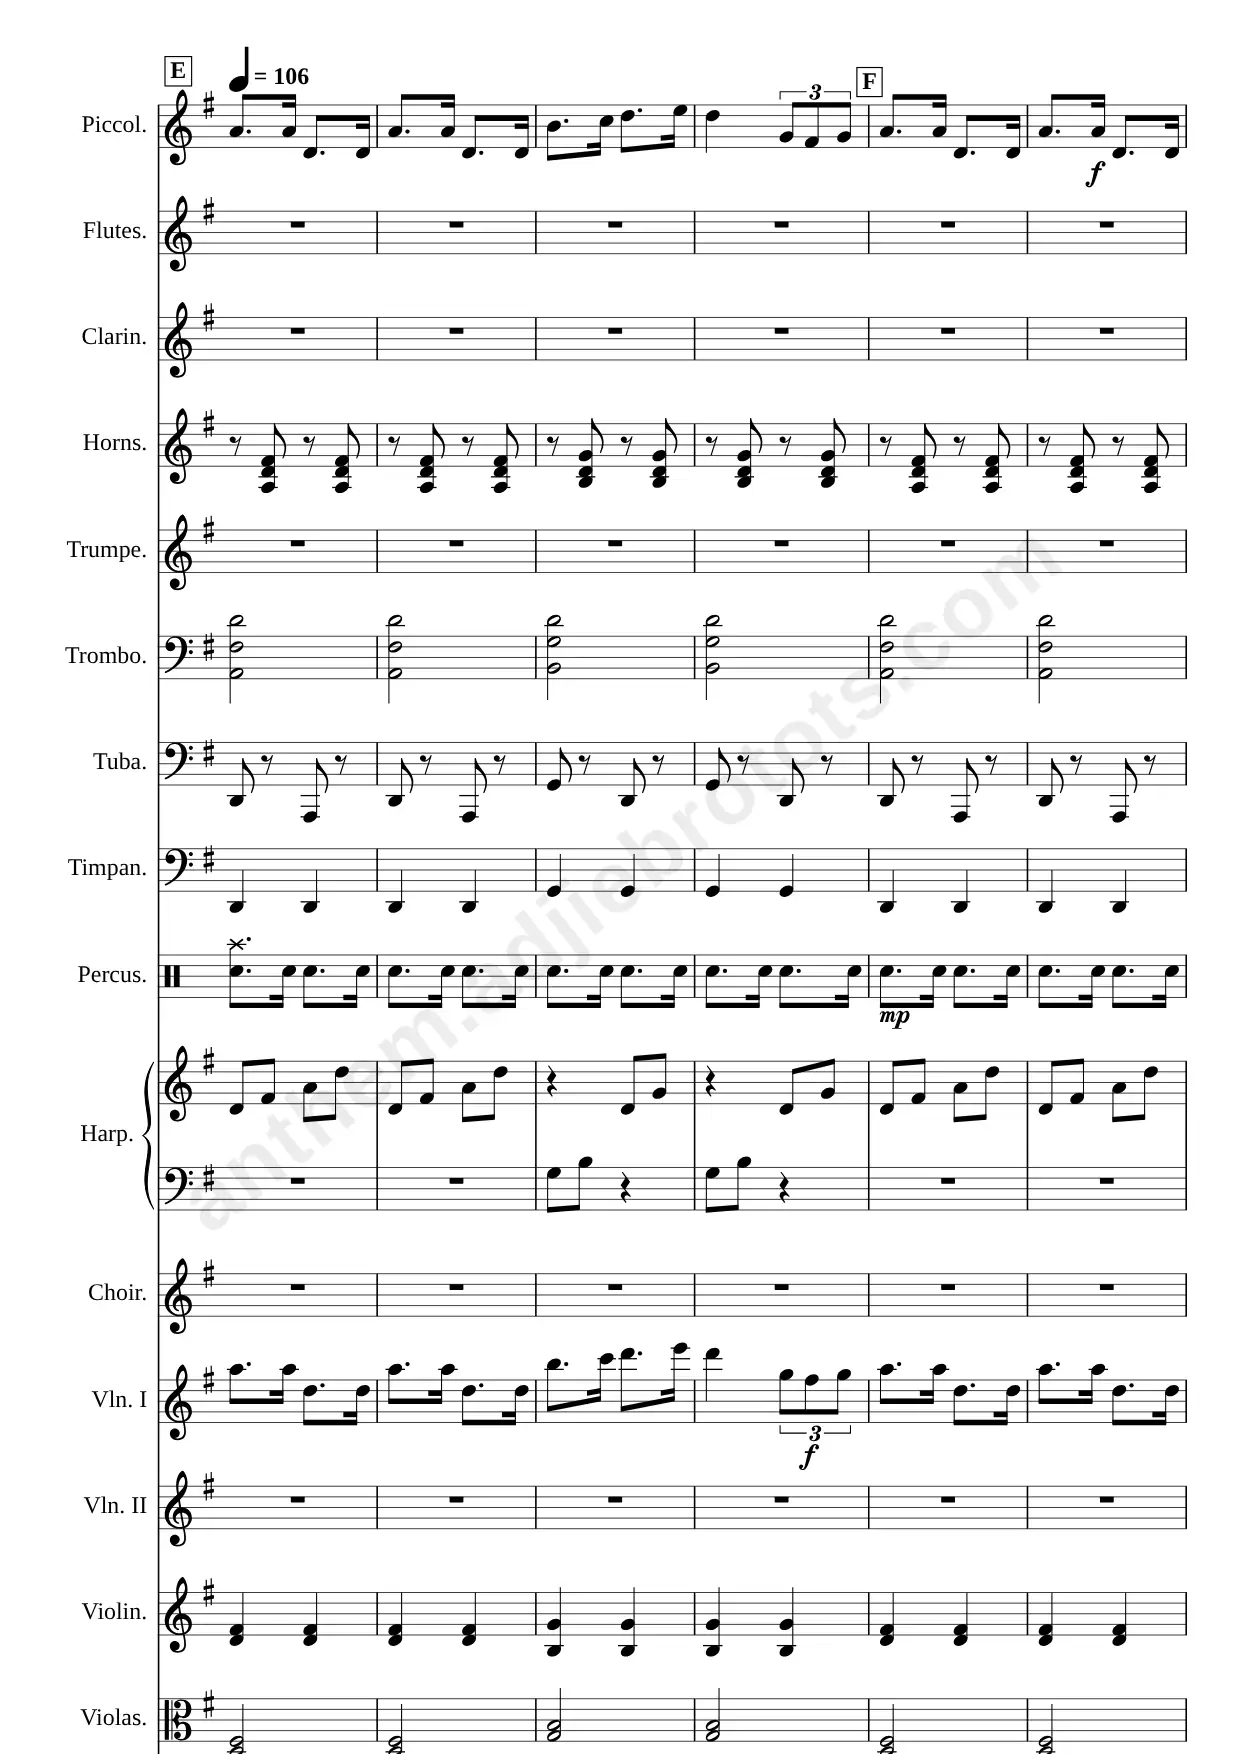 E
= 106
F
Piccol.
3
f
Flutes.
Clarin.
Horns.
Trumpe.
Trombo.
Tuba.
Timpan.
Percus.
mp
Harp.
Choir.
Vln. I
3
f
Vln. II
Violin.
Violas.
anthem.adjiebrotots.com